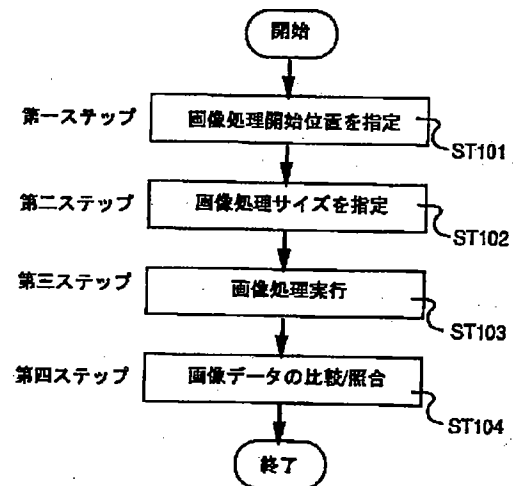 開始
第一ステップ 画像処理開始位置を指定
ST101
第二ステップ 画像処理サイズを指定
ST102
第三ステップ 画像処理実行
ST103
第四ステップ 画像データの比較/照合
ST104
終了